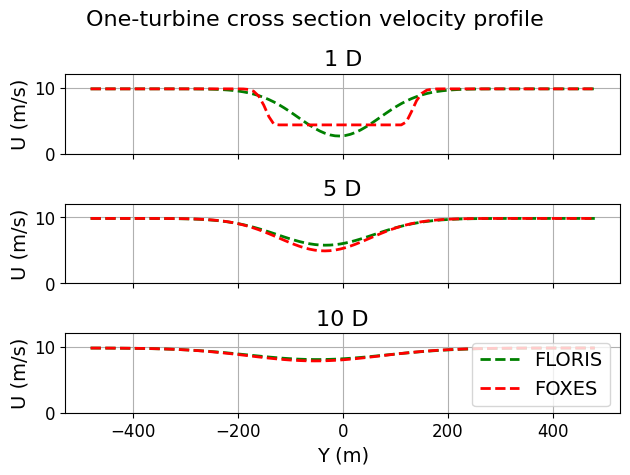 One-turbine cross section velocity profile
1 D
10
0
U (m/s)
5 D
10
0
U (m/s)
10 D
10
0
U (m/s)
FLORIS
FOXES
−400 −200 0 200 400
Y (m)